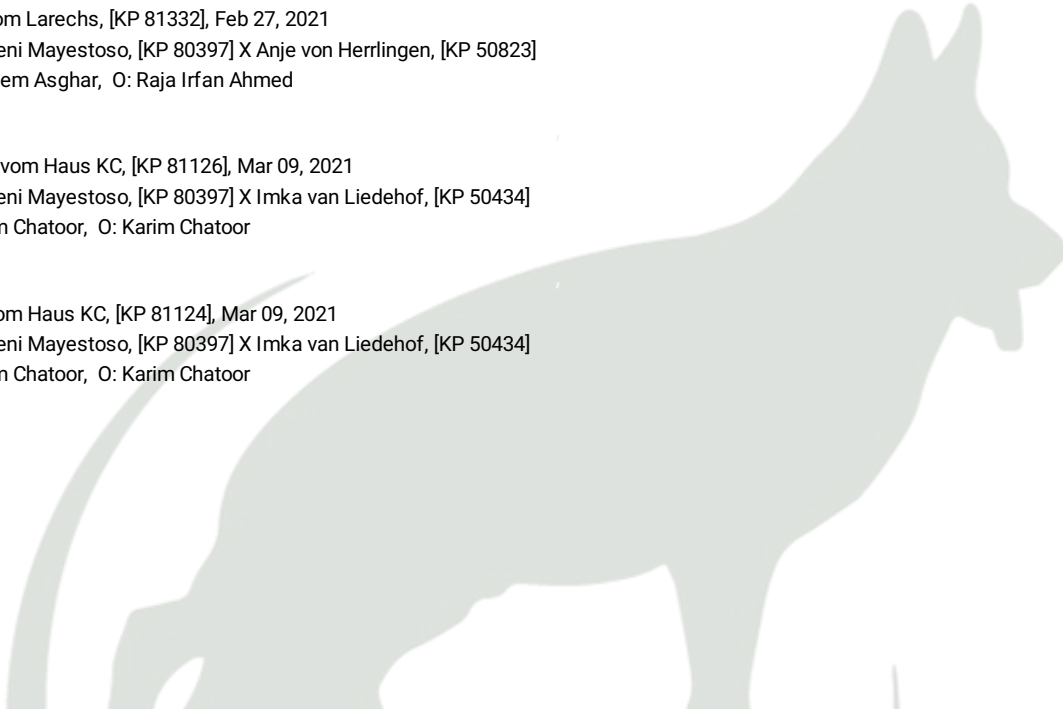 om Larechs, [KP 81332], Feb 27, 2021
eni Mayestoso, [KP 80397] X Anje von Herrlingen, [KP 50823]
em Asghar,  O: Raja Irfan Ahmed
vom Haus KC, [KP 81126], Mar 09, 2021
eni Mayestoso, [KP 80397] X Imka van Liedehof, [KP 50434]
m Chatoor,  O: Karim Chatoor
om Haus KC, [KP 81124], Mar 09, 2021
eni Mayestoso, [KP 80397] X Imka van Liedehof, [KP 50434]
m Chatoor,  O: Karim Chatoor